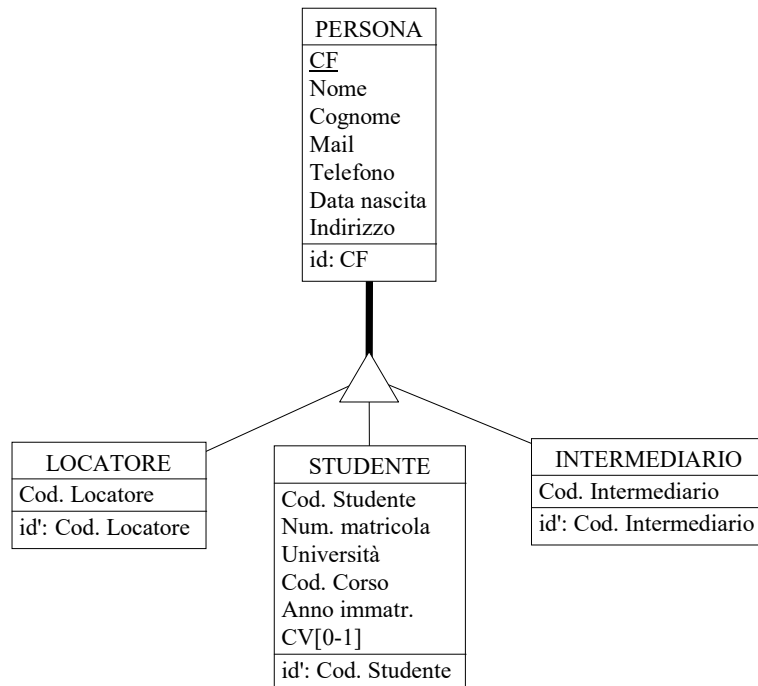 PERSONA
CF
Nome
Cognome
Mail
Telefono
Data nascita
Indirizzo
id: CF
LOCATORE
Cod. Locatore
id': Cod. Locatore
STUDENTE
Cod. Studente
Num. matricola
Università
Cod. Corso
Anno immatr.
CV[0-1]
id': Cod. Studente
INTERMEDIARIO
Cod. Intermediario
id': Cod. Intermediario